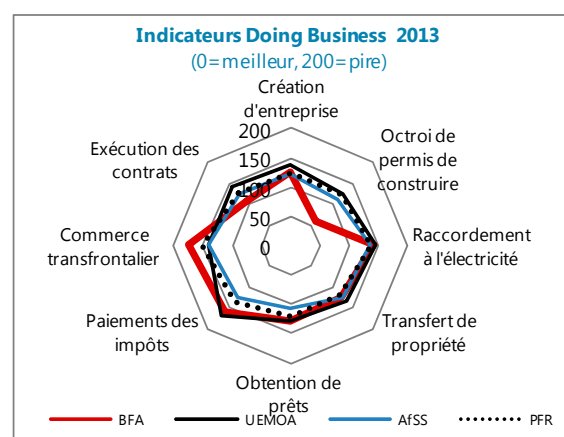 Indicateurs Doing Business 2013
(0=meilleur, 200=pire)
Création
d'entreprise
Octroi de
permis de
construire
Raccordement
à l'électricité
Transfert de
propriété
Obtention de
prêts
Paiements des
impôts
Commerce
transfrontalier
Exécution des
contrats
200
150
100
50
0
BFA
UEMOA
AfSS
PFR